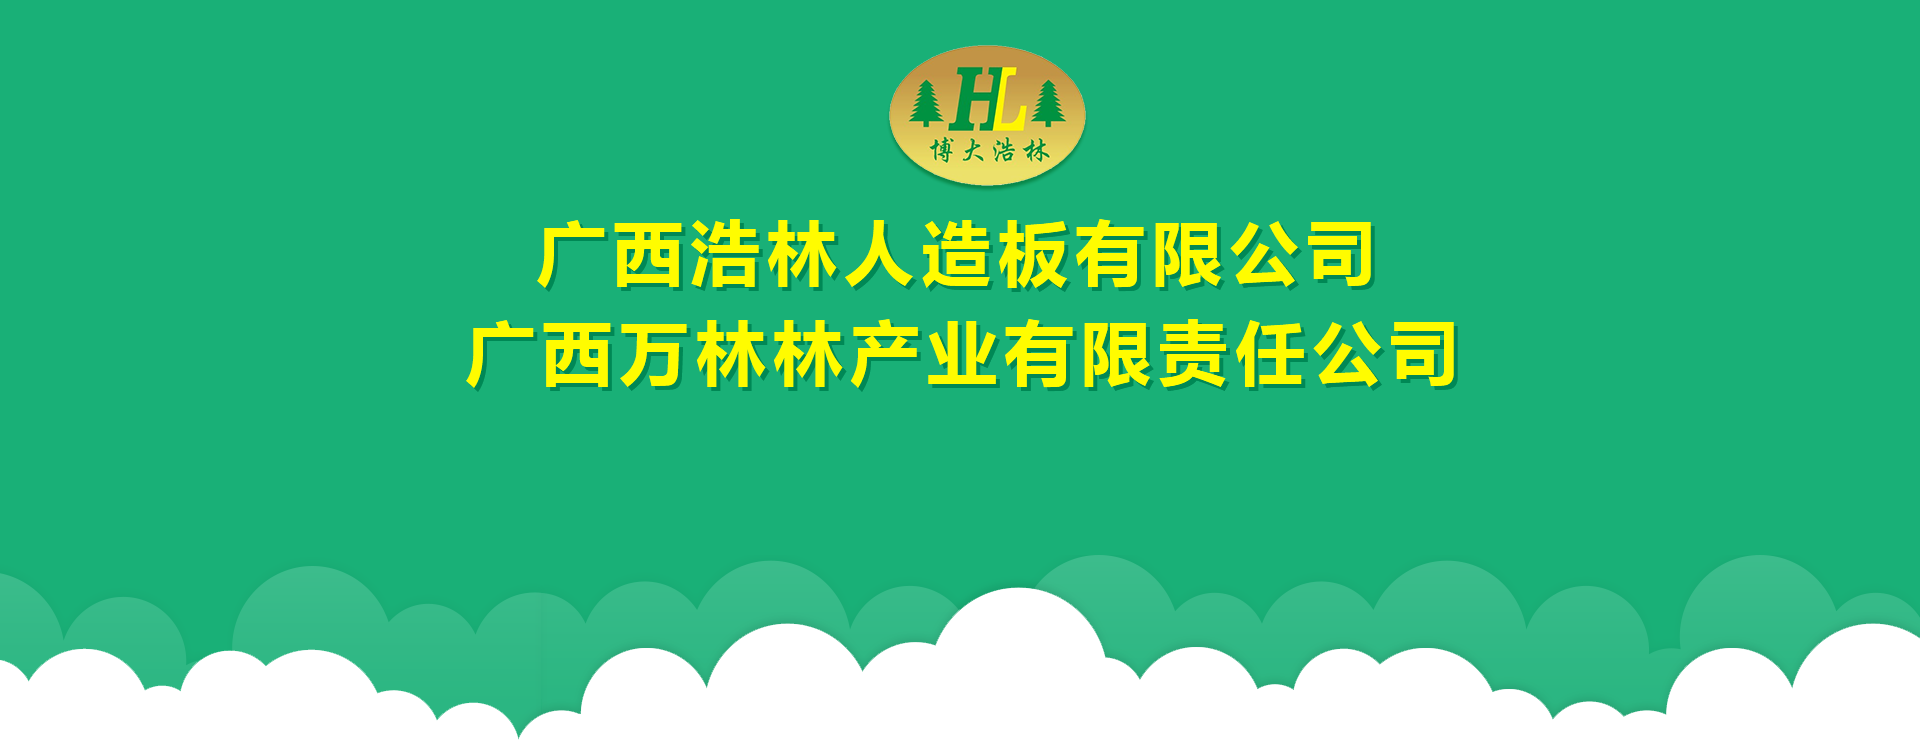 HL
博大浩林
广西浩林人造板有限公司
广西万林林产业有限责任公司